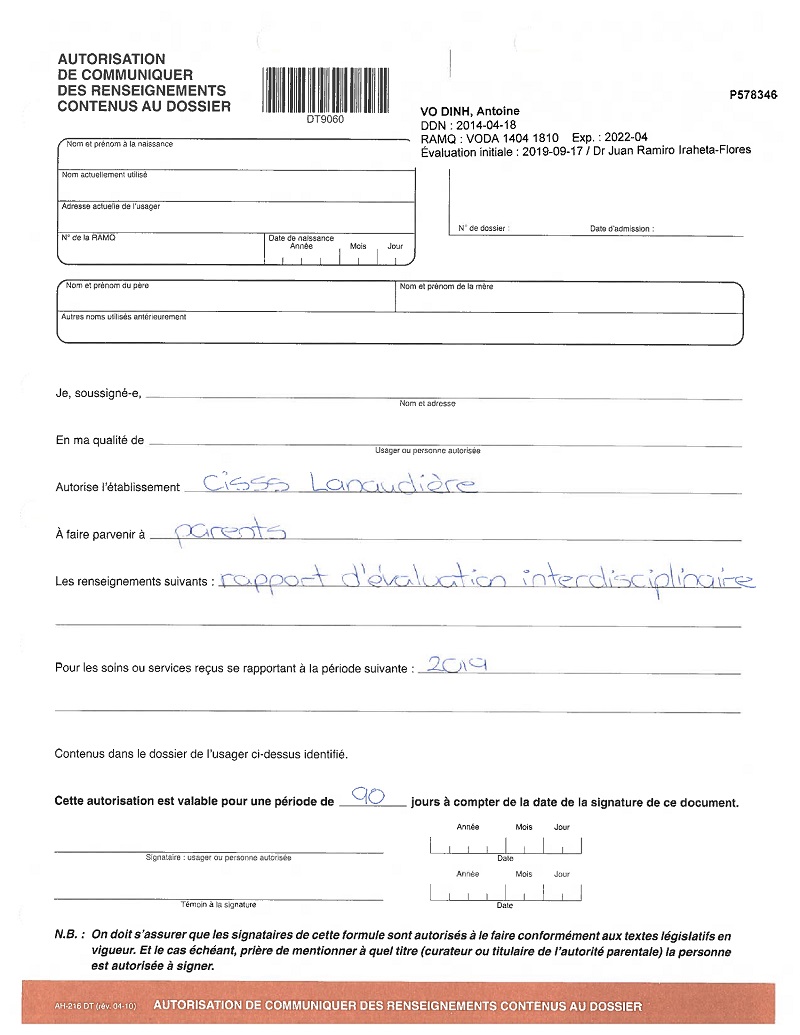 AUTORISATION
DE COMMUNIQUER
DES RENSEIGNEMENTS
CONTENUS AU DOSSIER
DT9060
P578346
VO DINH, Antoine
DDN : 2014-04-18
RAMQ : VODA 1404 1810 Exp. : 2022-04
Évaluation initiale : 2019-09-17 / Dr Juan Ramiro Iraheta-Flores
Nom et prénom à la naissance
Nom actuellement utilisé
Adresse actuelle de l'usager
N° de la RAMQ Date de naissance
Année Mois Jour
N° de dossier : Date d'admission :
Nom et prénom du père Nom et prénom de la mère
Autres noms utilisés antérieurement
Je, soussigné-e,
Nom et adresse
En ma qualité de
Usager ou personne autorisée
Autorise l'établissement CISSS Lanaudière
À faire parvenir à parents
Les renseignements suivants : rapport d'évaluation interdisciplinaire
Pour les soins ou services reçus se rapportant à la période suivante : 2019
Contenus dans le dossier de l'usager ci-dessus identifié.
Cette autorisation est valable pour une période de 90 jours à compter de la date de la signature de ce document.
Année Mois Jour
Signataire : usager ou personne autorisée Date
Année Mois Jour
Témoin à la signature Date
N.B. : On doit s'assurer que les signataires de cette formule sont autorisés à le faire conformément aux textes législatifs en
vigueur. Et le cas échéant, prière de mentionner à quel titre (curateur ou titulaire de l'autorité parentale) la personne
est autorisée à signer.
AH-216 DT (rév. 04-10) AUTORISATION DE COMMUNIQUER DES RENSEIGNEMENTS CONTENUS AU DOSSIER